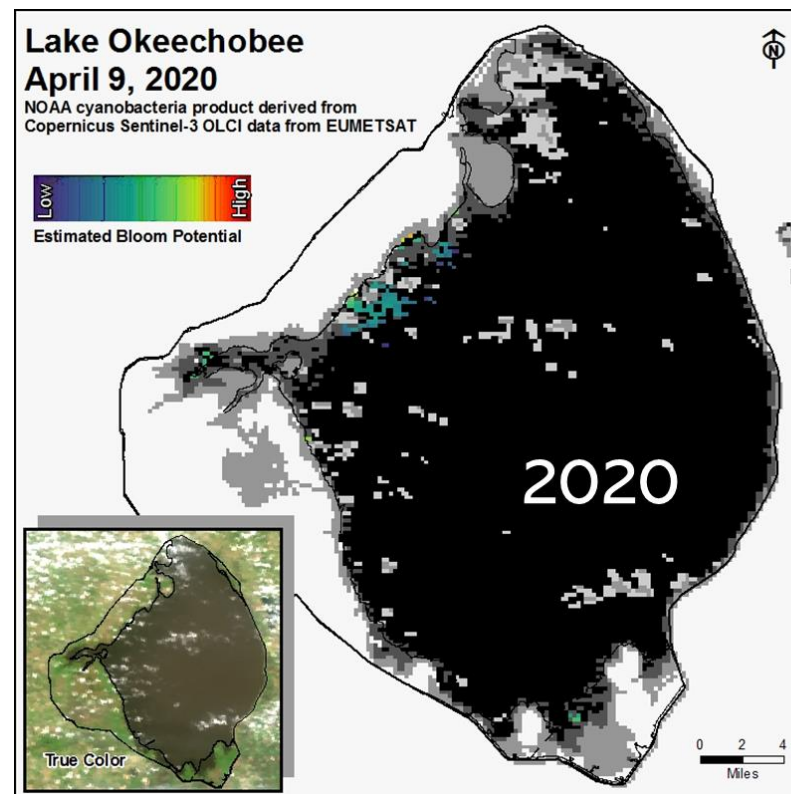 Lake Okeechobee
April 9, 2020
NOAA cyanobacteria product derived from
Copernicus Sentinel-3 OLCI data from EUMETSAT
N
Low
High
Estimated Bloom Potential
2020
True Color
0 2 4
Miles